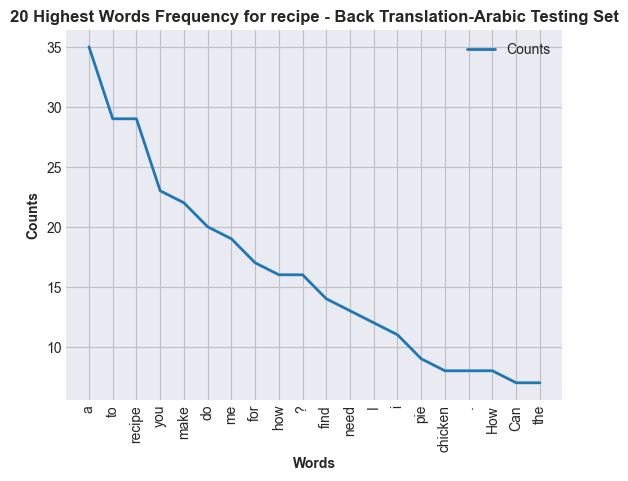 20 Highest Words Frequency for recipe - Back Translation-Arabic Testing Set
Counts
35
30
25
20
15
10
Counts
a
to
recipe
you
make
do
me
for
how
?
find
need
I
i
pie
chicken
.
How
Can
the
Words